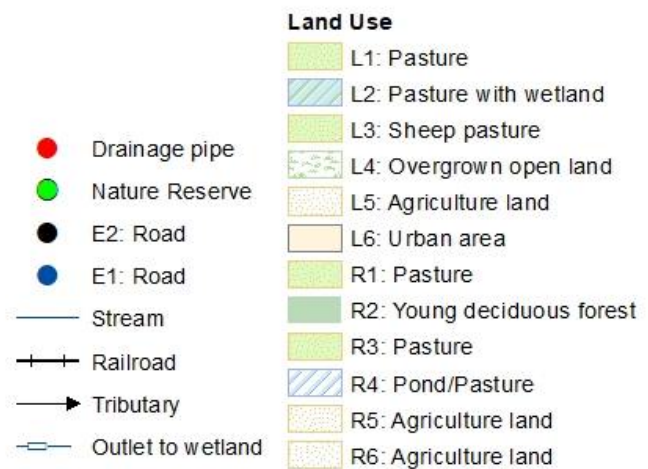 Land Use
L1: Pasture
L2: Pasture with wetland
L3: Sheep pasture
L4: Overgrown open land
L5: Agriculture land
L6: Urban area
R1: Pasture
R2: Young deciduous forest
R3: Pasture
R4: Pond/Pasture
R5: Agriculture land
R6: Agriculture land
Drainage pipe
Nature Reserve
E2: Road
E1: Road
Stream
Railroad
Tributary
Outlet to wetland